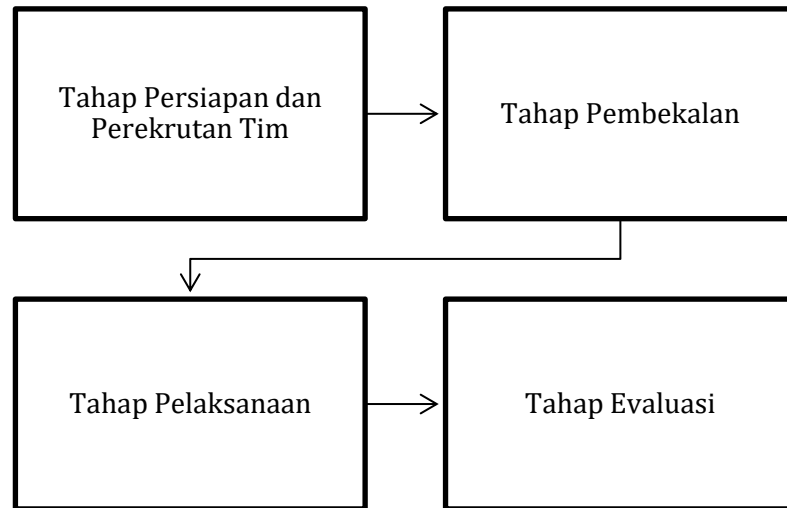 Tahap Persiapan dan
Perekrutan Tim
Tahap Pembekalan
Tahap Pelaksanaan
Tahap Evaluasi